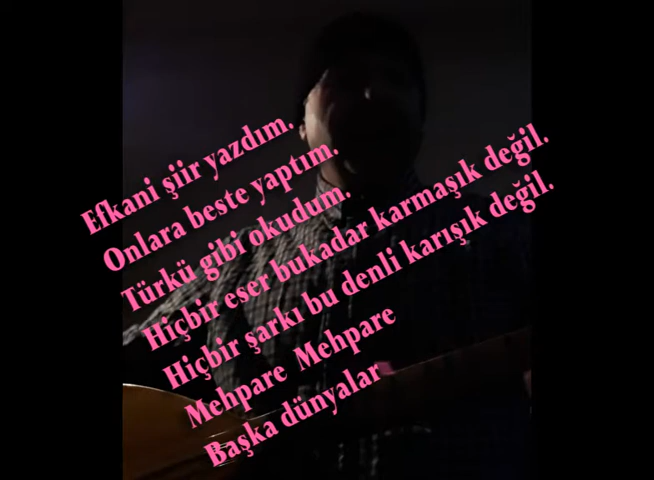 Efkani şiir yazdım.
Onlara beste yaptım.
Türkü gibi okudum.
Hiçbir eser bukadar karmaşık değil.
Hiçbir şarkı bu denli karışık değil.
Mehpare Mehpare
Başka dünyalar